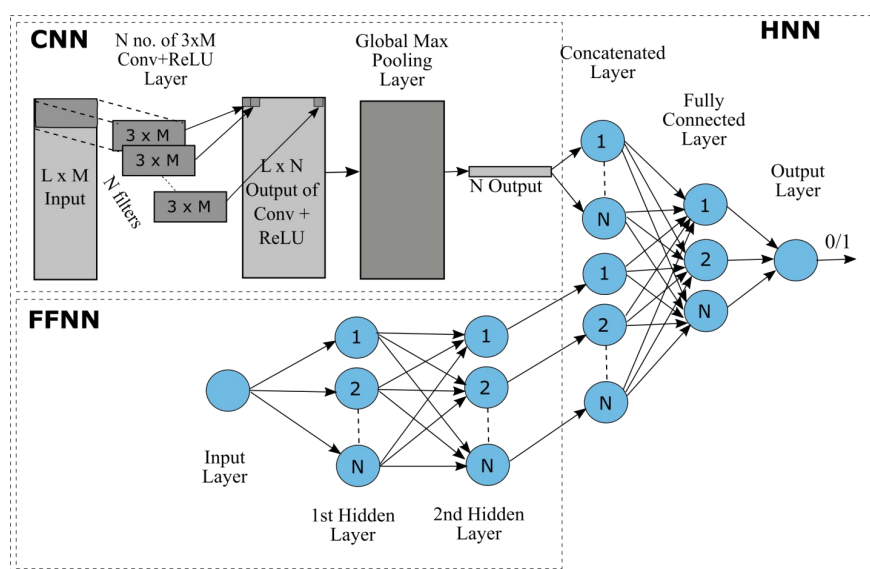 CNN
HNN
N no. of 3xM
Conv+ReLU
Layer
Global Max
Pooling
Layer
Concatenated
Layer
Fully
Connected
Layer
Output
Layer
3 x M
3 x M
3 x M
N filters
L x M
Input
L x N
Output of
Conv +
ReLU
N Output
1
N
1
2
N
1
2
N
0/1
FFNN
Input
Layer
1
2
N
1st Hidden
Layer
1
2
N
2nd Hidden
Layer